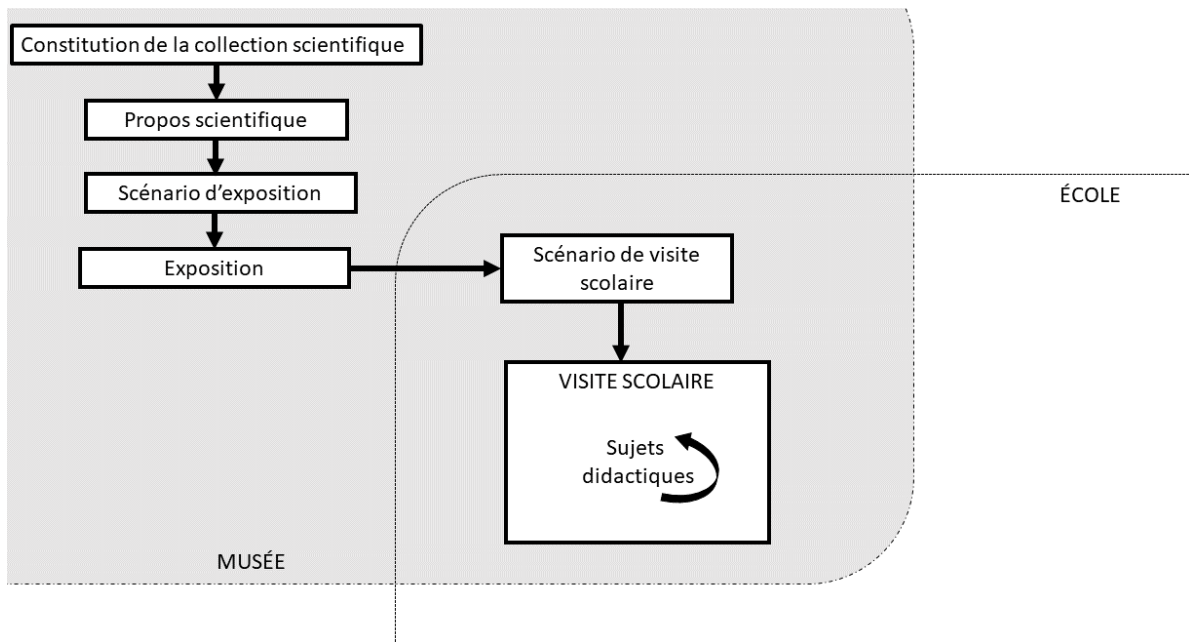 Constitution de la collection scientifique
Propos scientifique
Scénario d'exposition
ÉCOLE
Exposition
Scénario de visite
scolaire
VISITE SCOLAIRE
Sujets
didactiques
MUSÉE